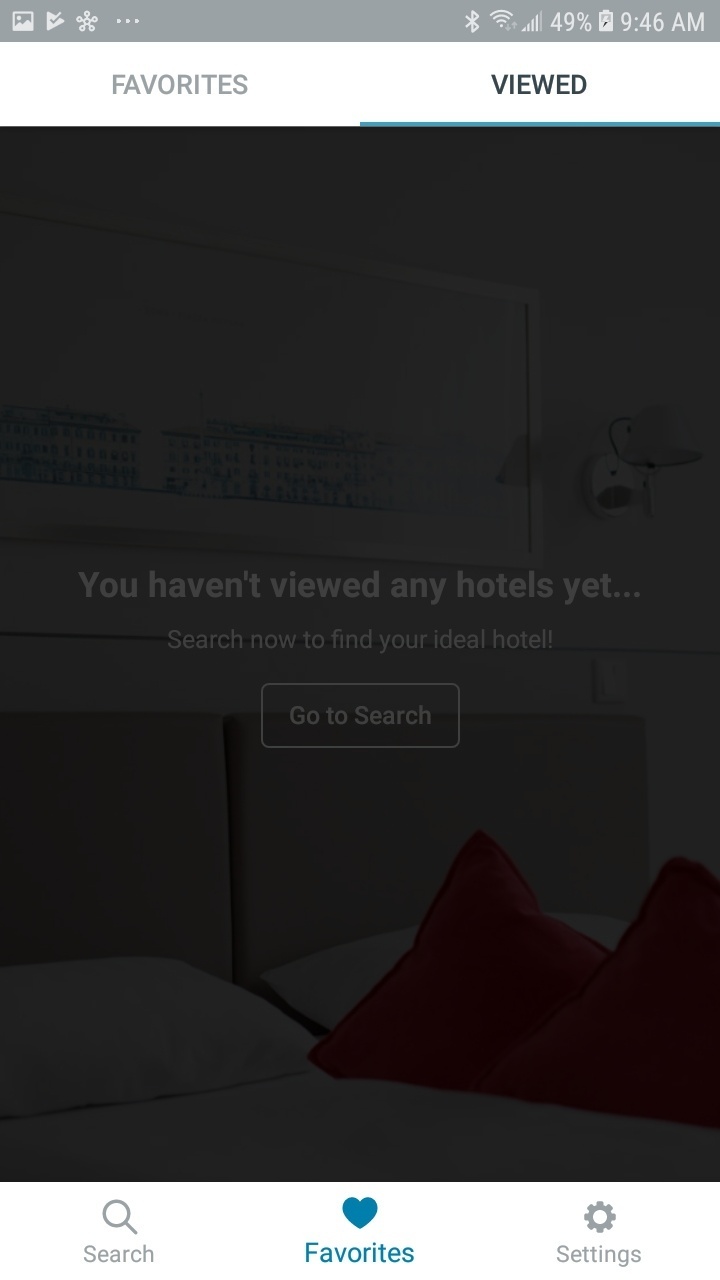 49% 9:46 AM
FAVORITES VIEWED
You haven't viewed any hotels yet...
Search now to find your ideal hotel!
Go to Search
Search Favorites Settings